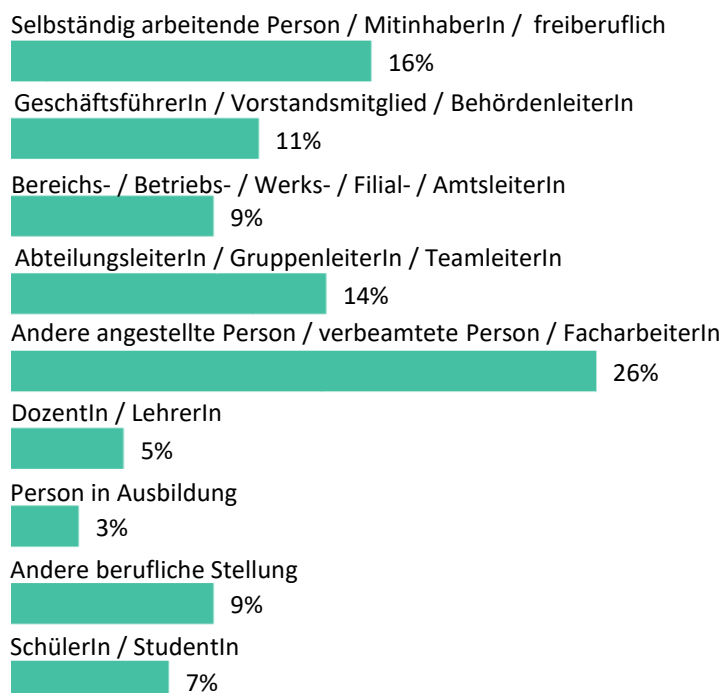 Selbständig arbeitende Person / MitinhaberIn / freiberuflich
16%
GeschäftsführerIn / Vorstandsmitglied / BehördenleiterIn
11%
Bereichs- / Betriebs- / Werks- / Filial- / AmtsleiterIn
9%
AbteilungsleiterIn / GruppenleiterIn / TeamleiterIn
14%
Andere angestellte Person / verbeamtete Person / FacharbeiterIn
26%
DozentIn / LehrerIn
5%
Person in Ausbildung
3%
Andere berufliche Stellung
9%
SchülerIn / StudentIn
7%